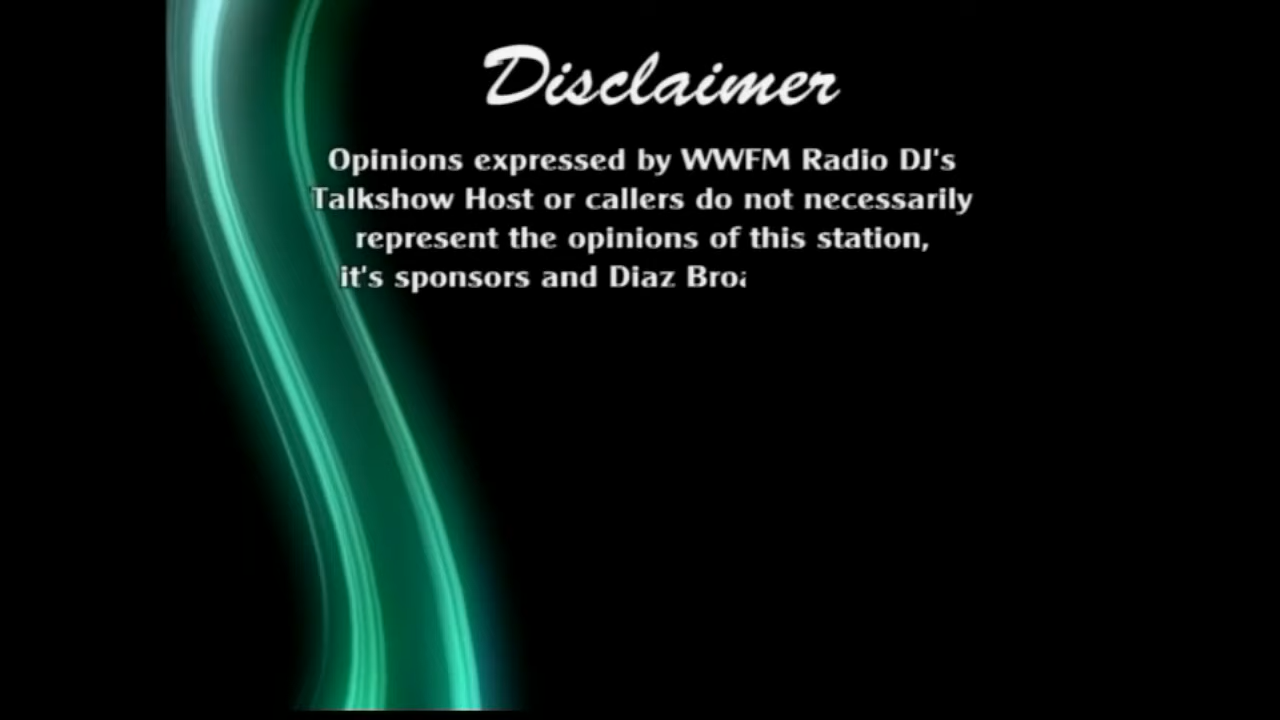 Disclaimer
Opinions expressed by WWFM Radio DJ's
Talkshow Host or callers do not necessarily
represent the opinions of this station,
it's sponsors and Diaz